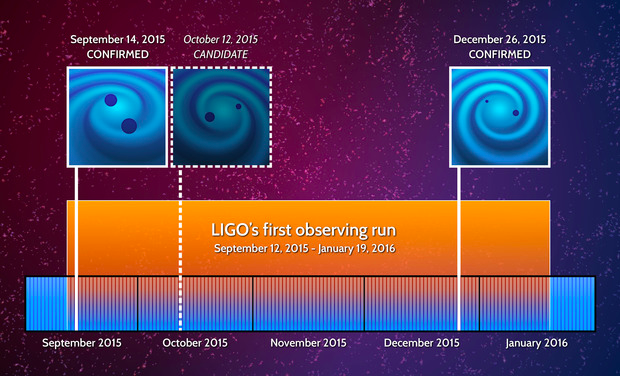 September 14, 2015
CONFIRMED
October 12, 2015
CANDIDATE
December 26, 2015
CONFIRMED
LIGO's first observing run
September 12, 2015 - January 19, 2016
September 2015
October 2015
November 2015
December 2015
January 2016